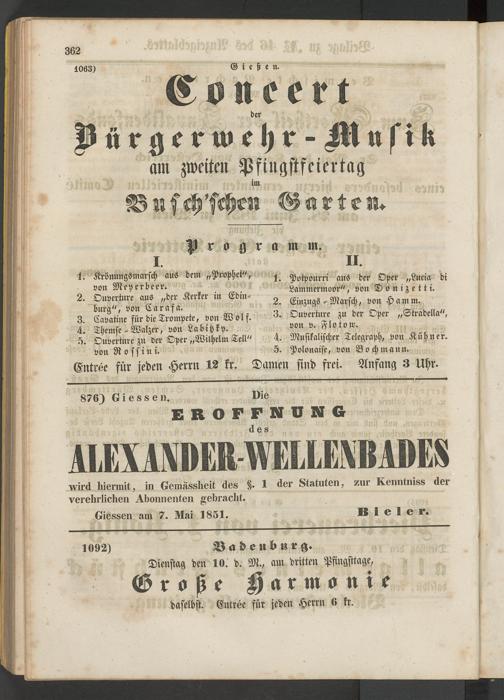 362
1063)
Gießen.
Concert
der
Bürgerwehr-Musik
am zweiten Pfingstfeiertag
im
Busch'schen Garten.
Programm.
I.
1. Krönungsmarsch aus dem „Prophet",
von Meyerbeer.
2. Ouverture aus „der Kerker in Edin-
burg", von Carafa.
3. Cavatine für die Trompete, von Wolf.
4. Themse-Walzer, von Labitzky.
5. Ouverture zu der Oper „Wilhelm Tell"
von Rossini.
II.
1. Potpourri aus der Oper „Lucia di
Lammermoor", von Donizetti.
2. Einzugs-Marsch, von Hamm.
3. Ouverture zu der Oper „Stradella",
von v. Flotow.
4. Musikalischer Telegraph, von Kühner.
5. Polonaise, von Bochmann.
Entrée für jeden Herrn 12 kr. Damen sind frei. Anfang 3 Uhr.
876) Giessen.
Die
EROFFNUNG
des
ALEXANDER-WELLENBADES
wird hiermit, in Gemässheit des §. 1 der Statuten, zur Kenntniss der
verehrlichen Abonnenten gebracht.
Giessen am 7. Mai 1851.
Bieler.
1092)
Badenburg.
Dienstag den 10. d. M., am dritten Pfingsttage,
Große Harmonie
daselbst. Entrée für jeden Herrn 6 kr.